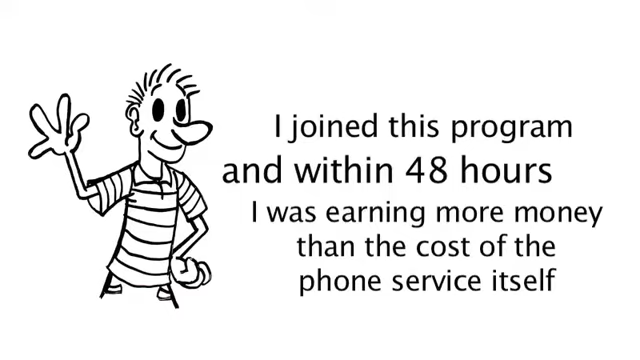 I joined this program
and within 48 hours
I was earning more money
than the cost of the
phone service itself